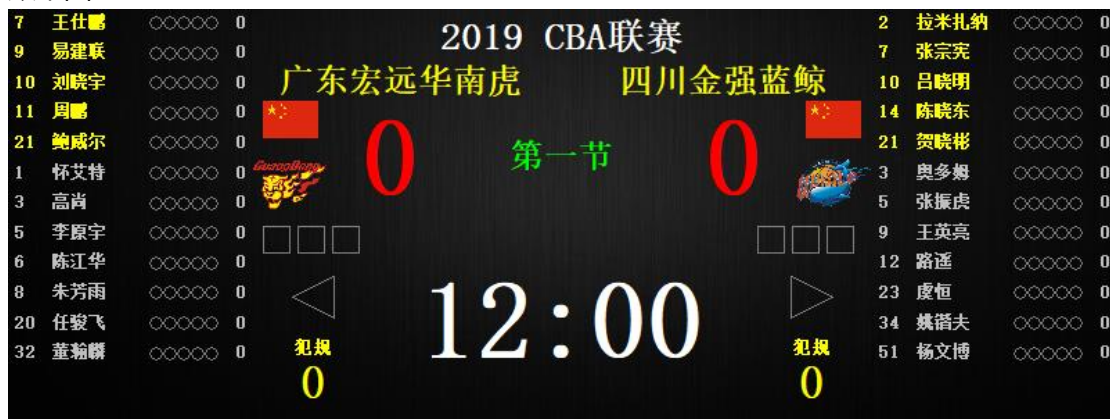 2019 CBA联赛
广东宏远华南虎 四川金强蓝鲸
0 第一节 0
12:00
犯规 犯规
0 0
7 王仕鹏 0
9 易建联 0
10 刘晓宇 0
11 周鹏 0
21 鲍威尔 0
1 怀艾特 0
3 高尚 0
5 李原宇 0
6 陈江华 0
8 朱芳雨 0
20 任骏飞 0
32 董瀚麟 0
2 拉米扎纳 0
7 张宗宪 0
10 吕晓明 0
14 陈晓东 0
21 贺晓彬 0
3 奥多姆 0
5 张振虎 0
9 王英亮 0
12 路遥 0
23 虞恒 0
34 姚谞夫 0
51 杨文博 0